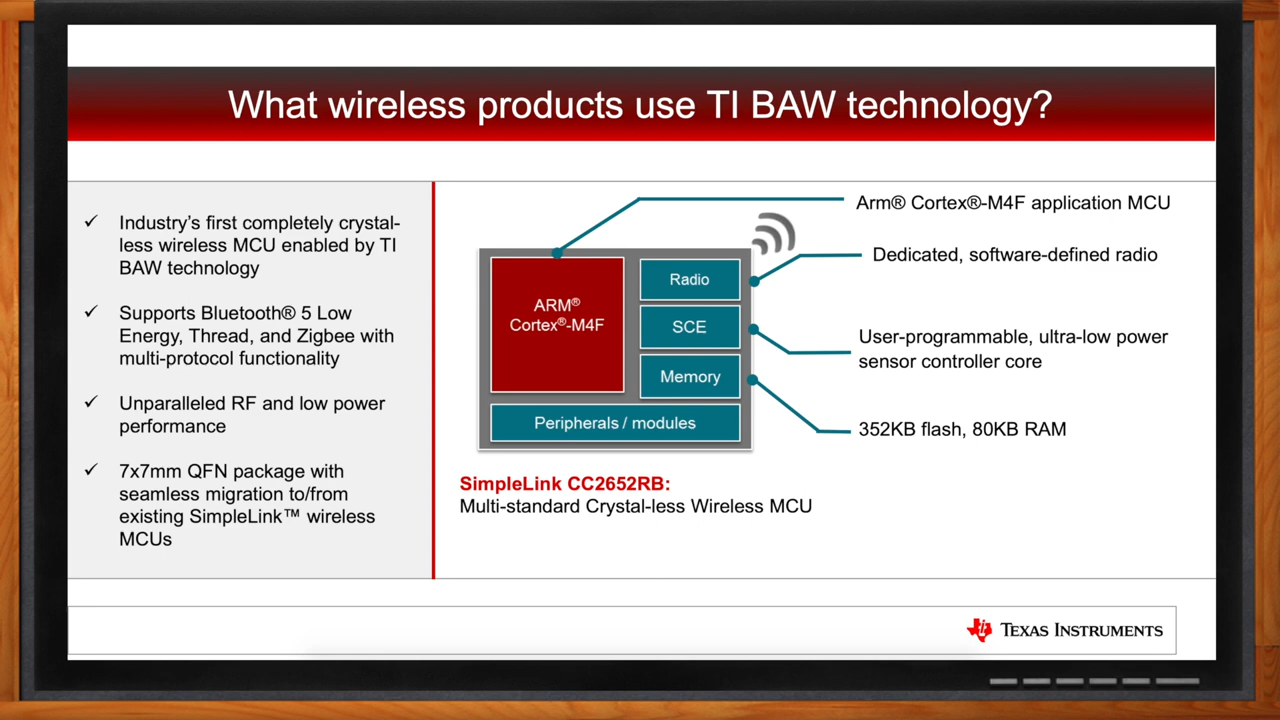 What wireless products use TI BAW technology?
Industry's first completely crystal-
less wireless MCU enabled by TI
BAW technology
Supports Bluetooth® 5 Low
Energy, Thread, and Zigbee with
multi-protocol functionality
Unparalleled RF and low power
performance
7x7mm QFN package with
seamless migration to/from
existing SimpleLink™ wireless
MCUs
ARM®
Cortex®-M4F
Radio
SCE
Memory
Peripherals / modules
Arm® Cortex®-M4F application MCU
Dedicated, software-defined radio
User-programmable, ultra-low power
sensor controller core
352KB flash, 80KB RAM
SimpleLink CC2652RB:
Multi-standard Crystal-less Wireless MCU
TEXAS INSTRUMENTS